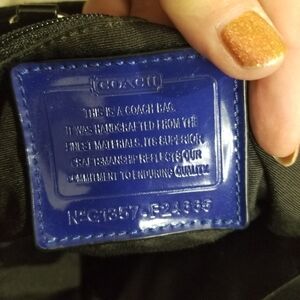 COACH
THIS IS A COACH BAG.
IT WAS HANDCRAFTED FROM THE
FINEST MATERIALS. ITS SUPERIOR
CRAFTSMANSHIP REFLECTS OUR
COMMITMENT TO ENDURING QUALITY.